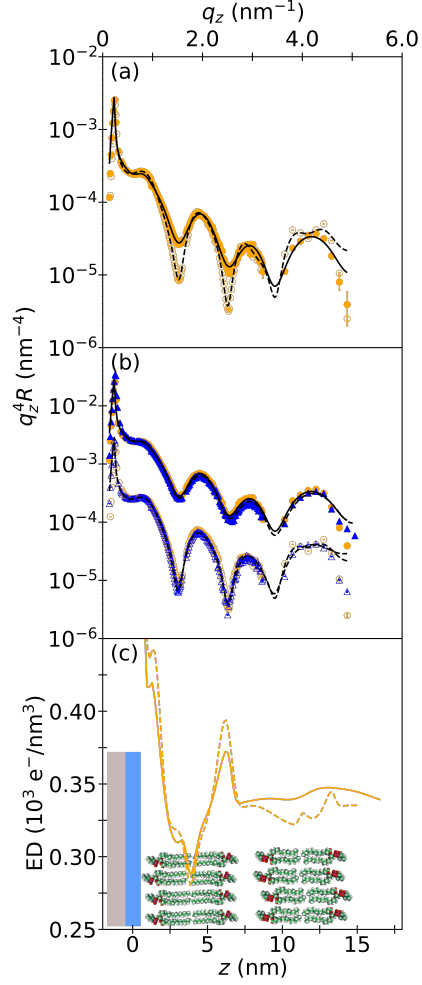 q_z (nm⁻¹)
0.0 2.0 4.0 6.0
(a)
10⁻²
10⁻³
10⁻⁴
10⁻⁵
10⁻⁶
q_z⁴R (nm⁻⁴)
(b)
10⁻²
10⁻³
10⁻⁴
10⁻⁵
10⁻⁶
(c)
0.40
0.35
0.30
0.25
ED (10³ e⁻/nm³)
0 5 10 15
z (nm)